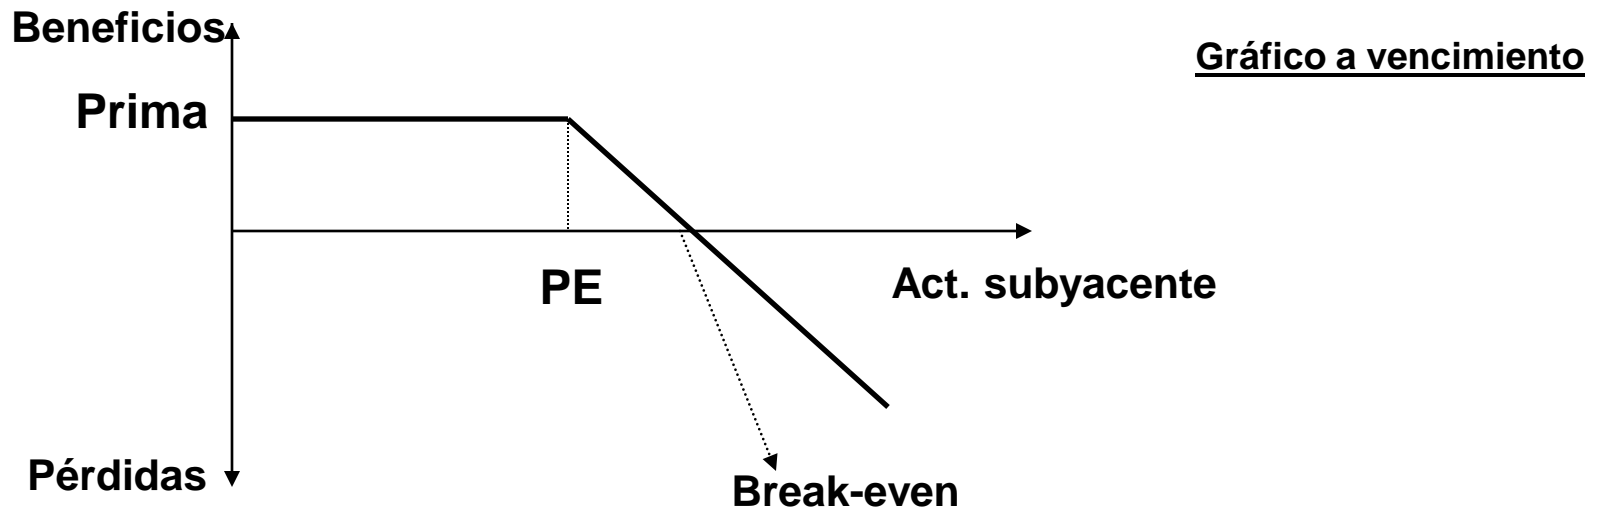 Beneficios
Gráfico a vencimiento
Prima
PE
Act. subyacente
Pérdidas
Break-even